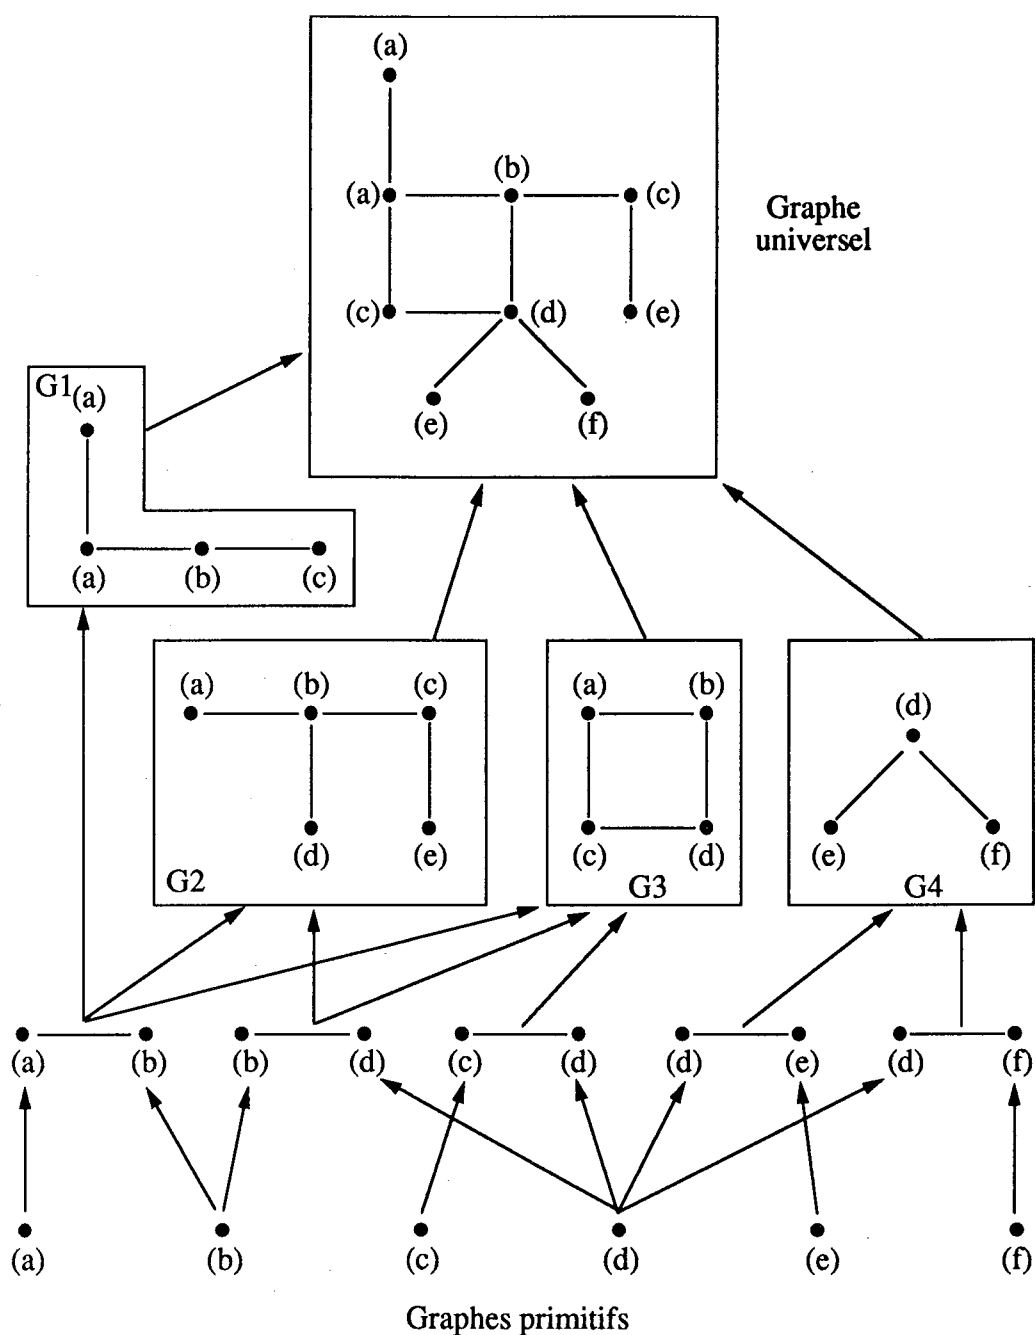 (a)
(b)
(a) (c)
Graphe
universel
(c) (d) (e)
(e) (f)
G1 (a)
(a) (b) (c)
(a) (b) (c)
(d) (e)
G2
(a) (b)
(c) (d)
G3
(d)
(e) (f)
G4
(a) (b) (b) (d) (c) (d) (d) (e) (d) (f)
(a) (b) (c) (d) (e) (f)
Graphes primitifs